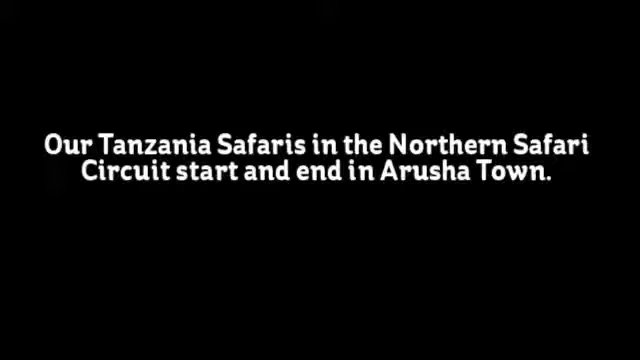 Our Tanzania Safaris in the Northern Safari
Circuit start and end in Arusha Town.